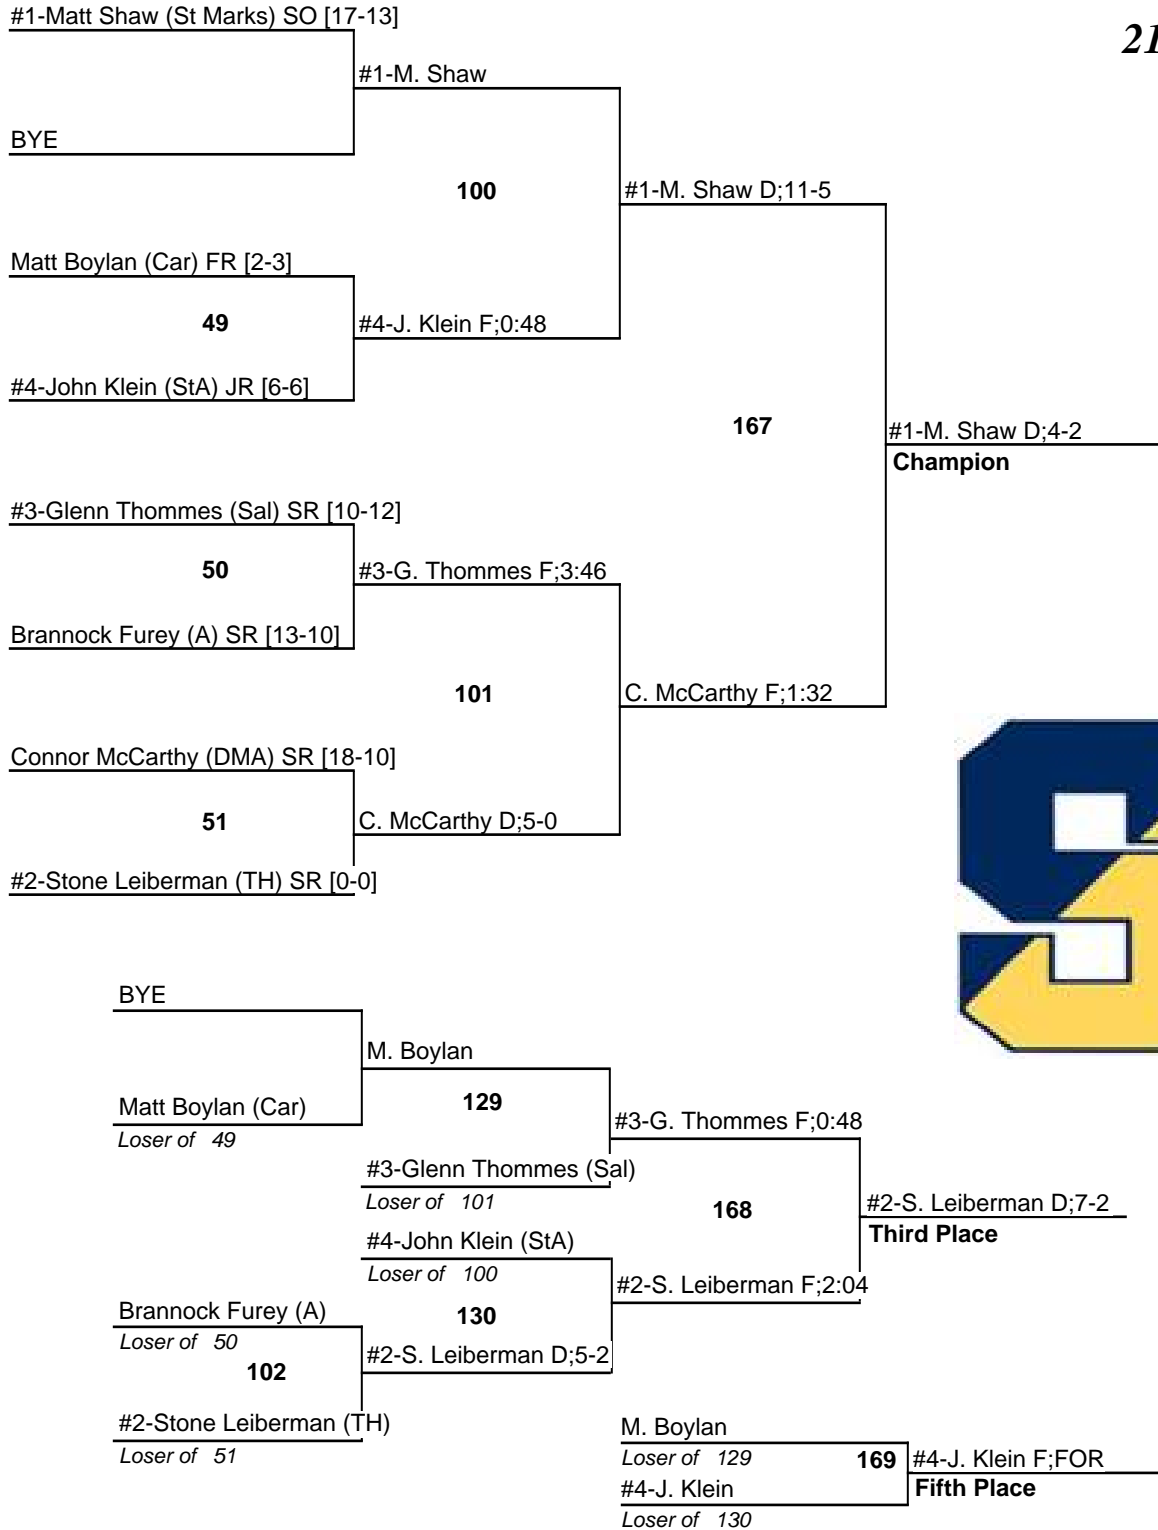 #1-Matt Shaw (St Marks) SO [17-13]
21
#1-M. Shaw
BYE
100
#1-M. Shaw D;11-5
Matt Boylan (Car) FR [2-3]
49
#4-J. Klein F;0:48
#4-John Klein (StA) JR [6-6]
167
#1-M. Shaw D;4-2
Champion
#3-Glenn Thommes (Sal) SR [10-12]
50
#3-G. Thommes F;3:46
Brannock Furey (A) SR [13-10]
101
C. McCarthy F;1:32
Connor McCarthy (DMA) SR [18-10]
51
C. McCarthy D;5-0
#2-Stone Leiberman (TH) SR [0-0]
S
BYE
M. Boylan
Matt Boylan (Car)
Loser of 49
129
#3-G. Thommes F;0:48
#3-Glenn Thommes (Sal)
Loser of 101
168
#2-S. Leiberman D;7-2
Third Place
#4-John Klein (StA)
Loser of 100
#2-S. Leiberman F;2:04
Brannock Furey (A)
Loser of 50
130
102
#2-S. Leiberman D;5-2
#2-Stone Leiberman (TH)
Loser of 51
M. Boylan
Loser of 129
169
#4-J. Klein F;FOR
Fifth Place
#4-J. Klein
Loser of 130